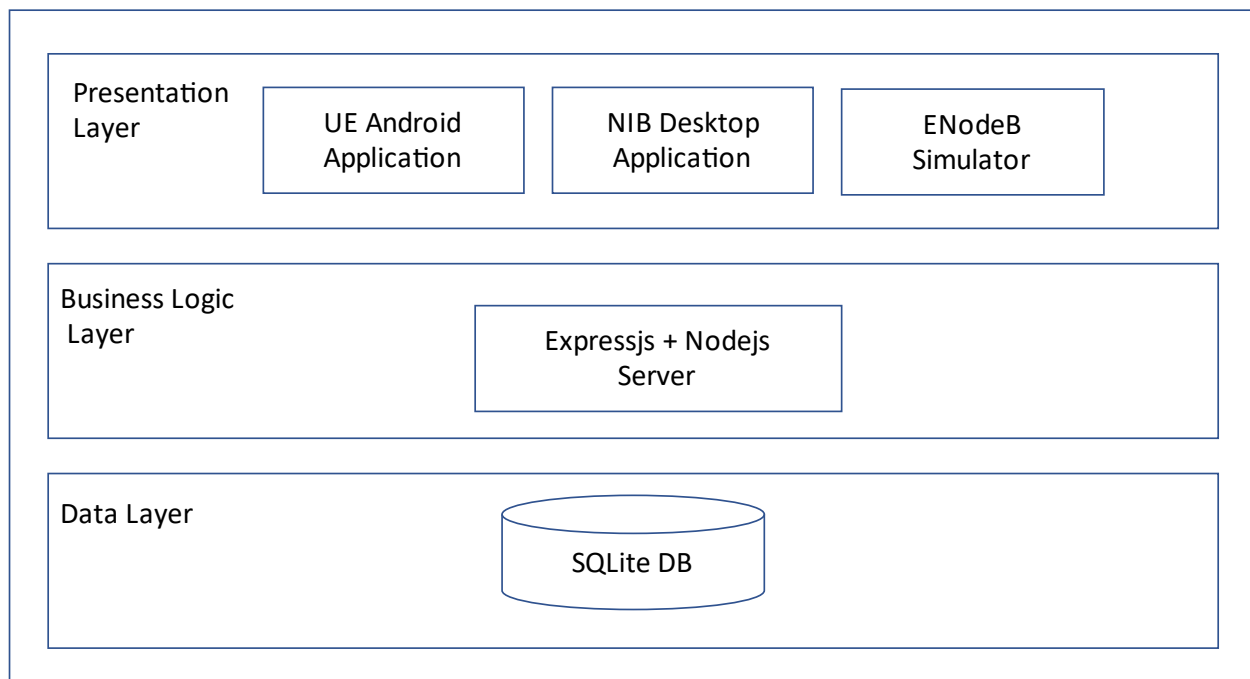 Presentation
Layer
UE Android
Application
NIB Desktop
Application
ENodeB
Simulator
Business Logic
Layer
Expressjs + Nodejs
Server
Data Layer
SQLite DB